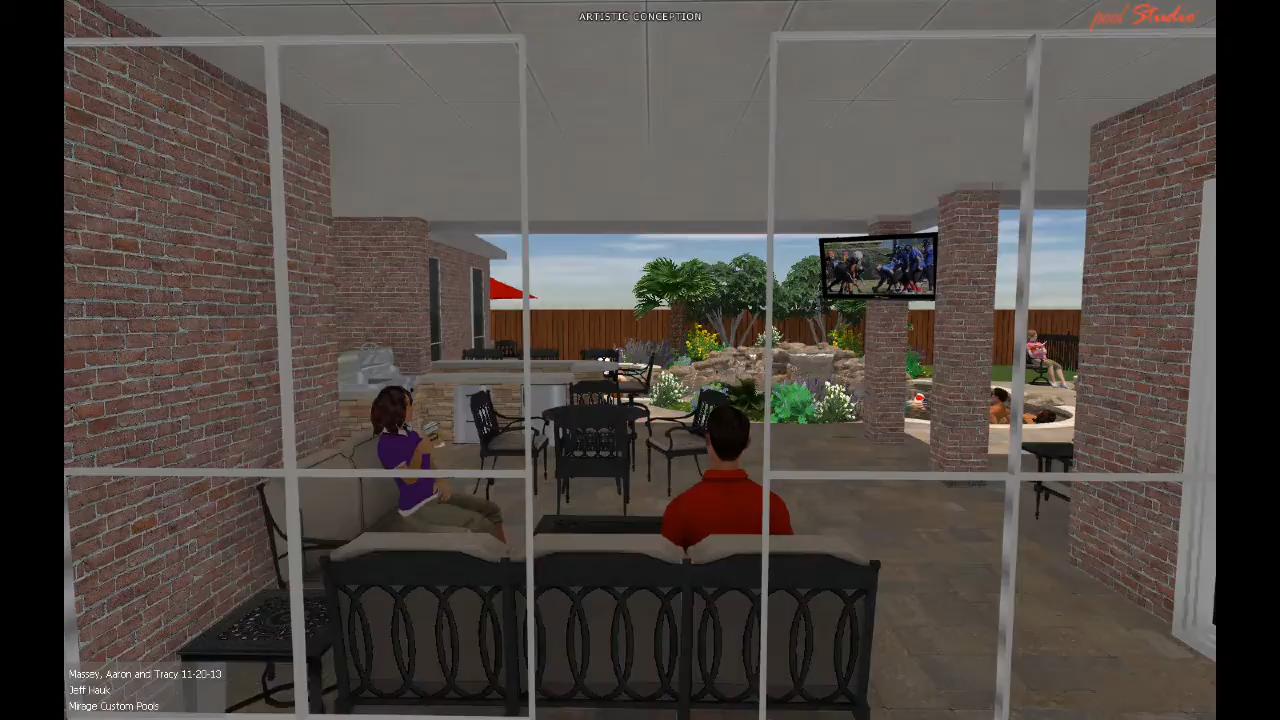 ARTISTIC CONCEPTION
pool Studio
Massey, Aaron and Tracy 11-20-13
Jeff Hauk
Mirage Custom Pools